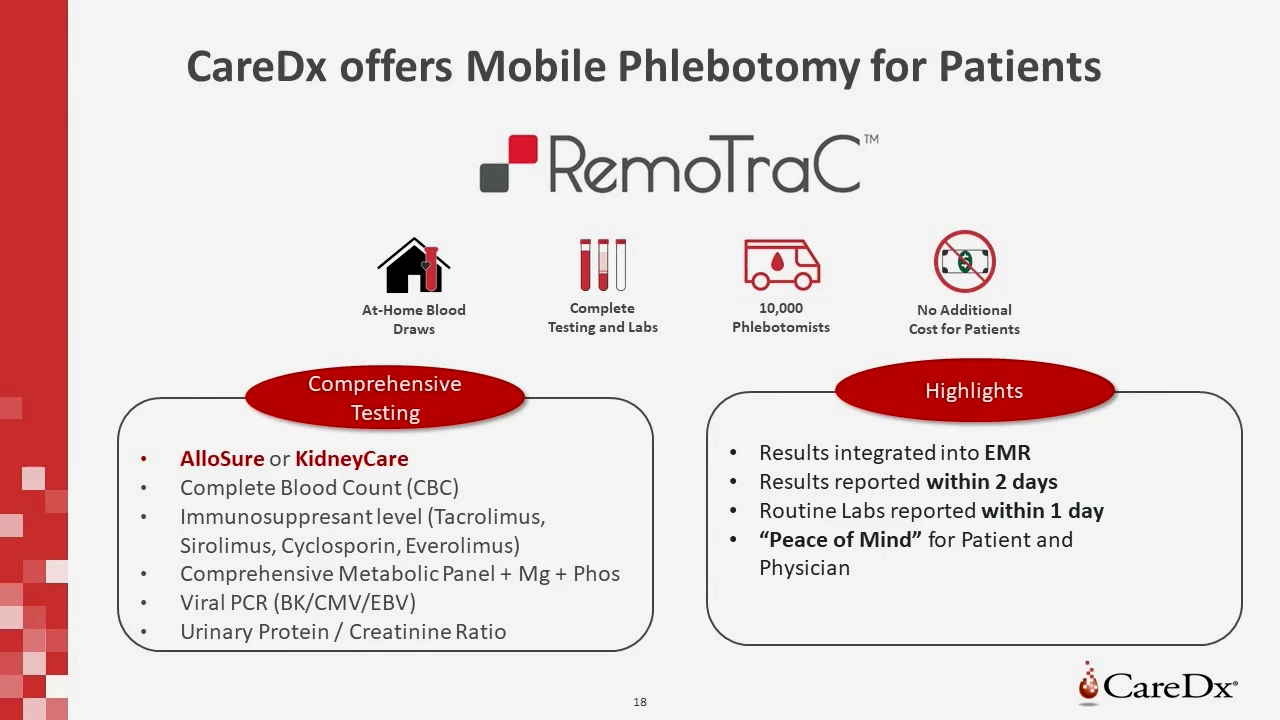 CareDx offers Mobile Phlebotomy for Patients
RemoTraC™
At-Home Blood
Draws
Complete
Testing and Labs
10,000
Phlebotomists
No Additional
Cost for Patients
Comprehensive
Testing
• AlloSure or KidneyCare
• Complete Blood Count (CBC)
• Immunosuppresant level (Tacrolimus,
Sirolimus, Cyclosporin, Everolimus)
• Comprehensive Metabolic Panel + Mg + Phos
• Viral PCR (BK/CMV/EBV)
• Urinary Protein / Creatinine Ratio
Highlights
• Results integrated into EMR
• Results reported within 2 days
• Routine Labs reported within 1 day
• “Peace of Mind” for Patient and
Physician
18
CareDx®